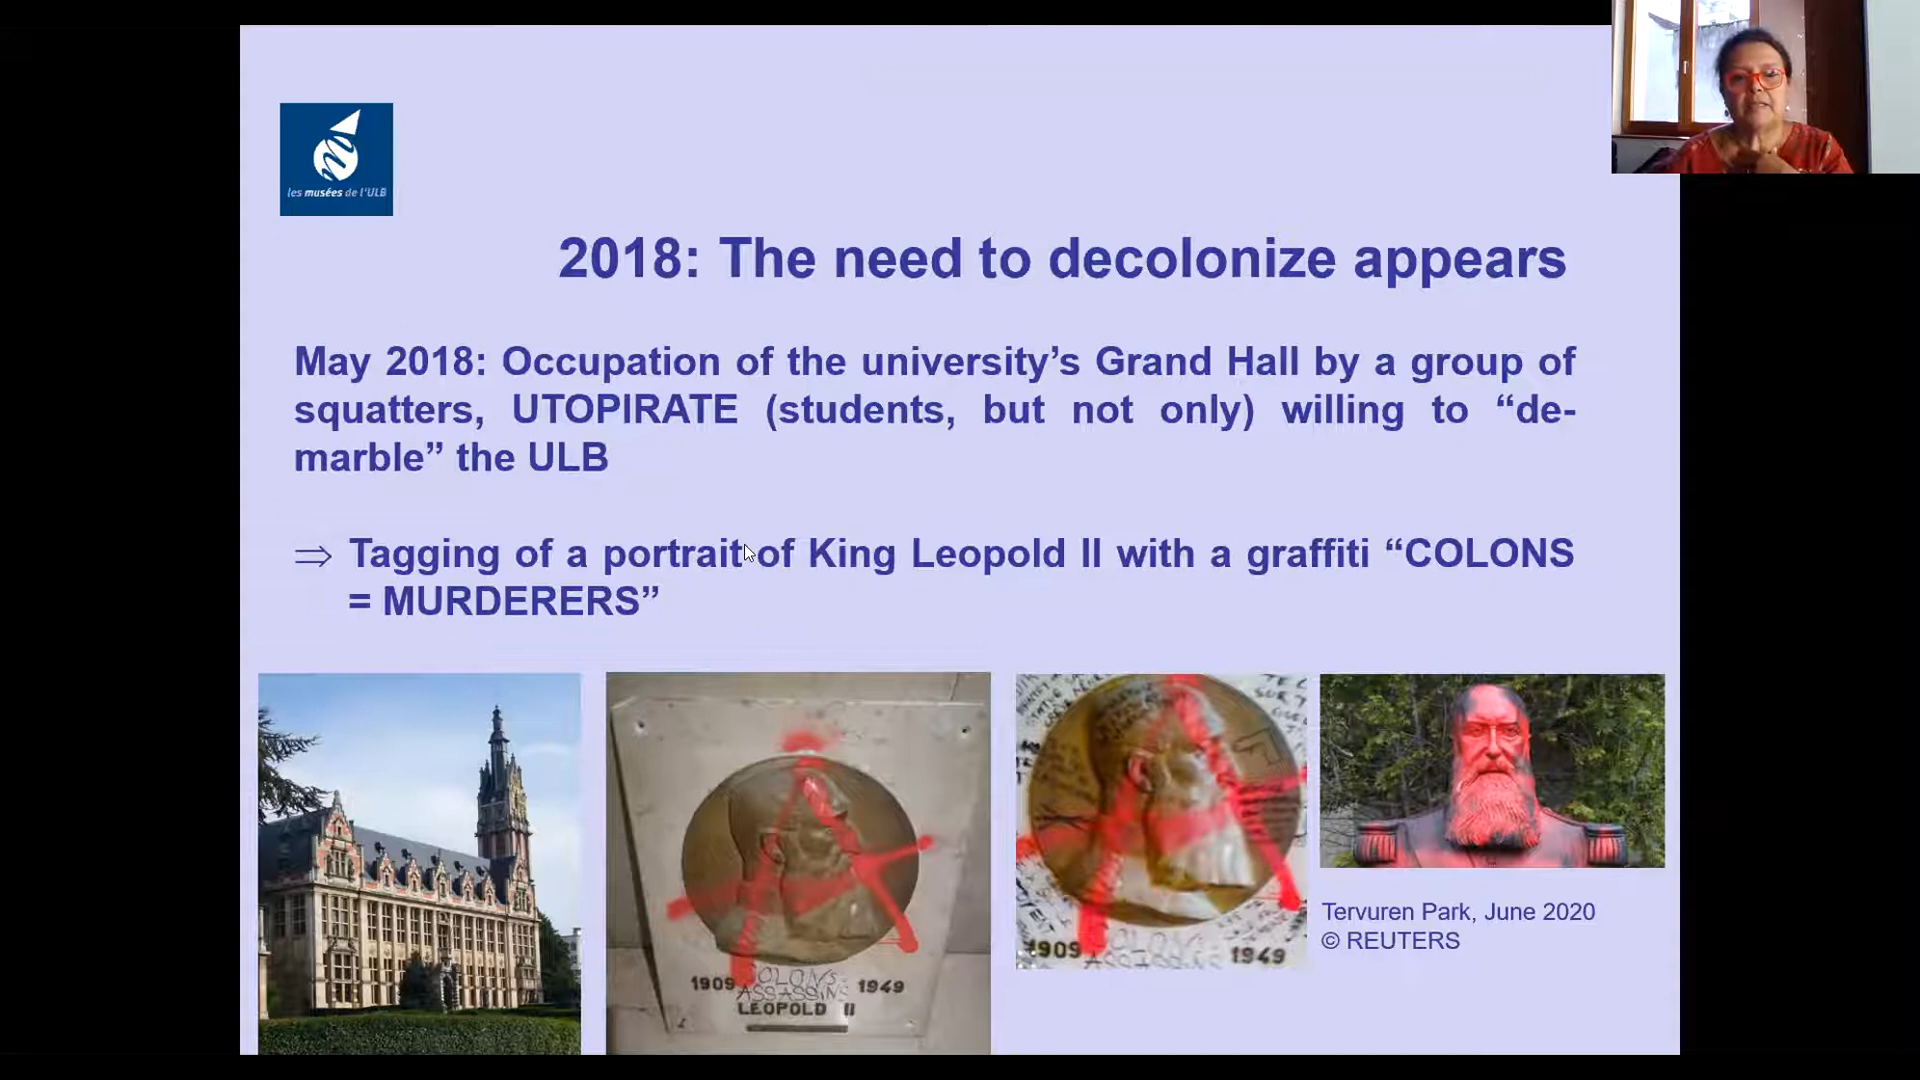 les musées de l'ULB
2018: The need to decolonize appears
May 2018: Occupation of the university’s Grand Hall by a group of
squatters, UTOPIRATE (students, but not only) willing to “de-
marble” the ULB
⇒ Tagging of a portrait of King Leopold II with a graffiti “COLONS
= MURDERERS”
1909 COLONS 1949
ASSASSINS
LEOPOLD II
1909 COLONS 1949
ASSASSINS
Tervuren Park, June 2020
© REUTERS